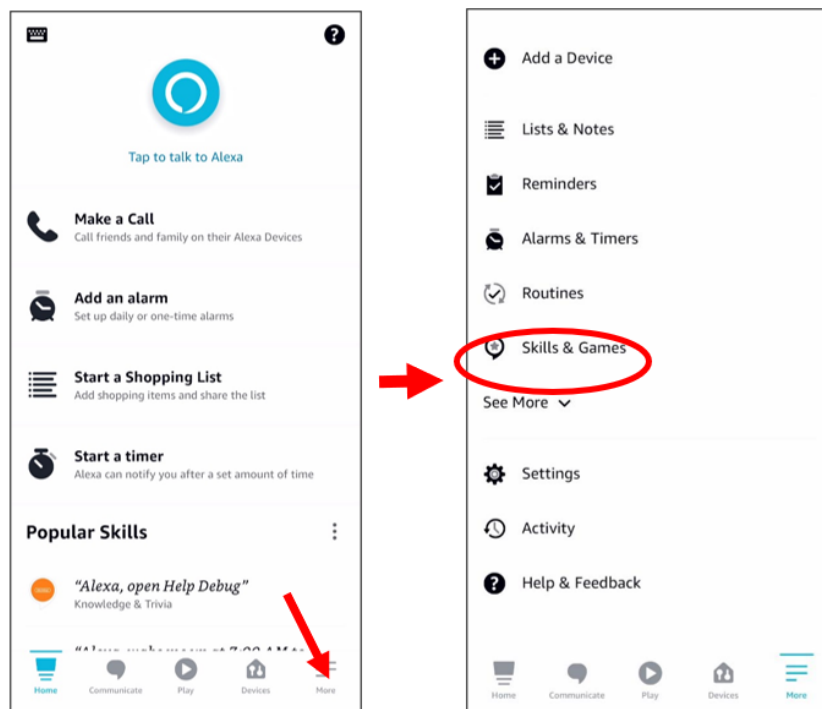 Tap to talk to Alexa
Make a Call
Call friends and family on their Alexa Devices
Add an alarm
Set up daily or one-time alarms
Start a Shopping List
Add shopping items and share the list
Start a timer
Alexa can notify you after a set amount of time
Popular Skills
"Alexa, open Help Debug"
Knowledge & Trivia
Home Communicate Play Devices More
Add a Device
Lists & Notes
Reminders
Alarms & Timers
Routines
Skills & Games
See More
Settings
Activity
Help & Feedback
Home Communicate Play Devices More